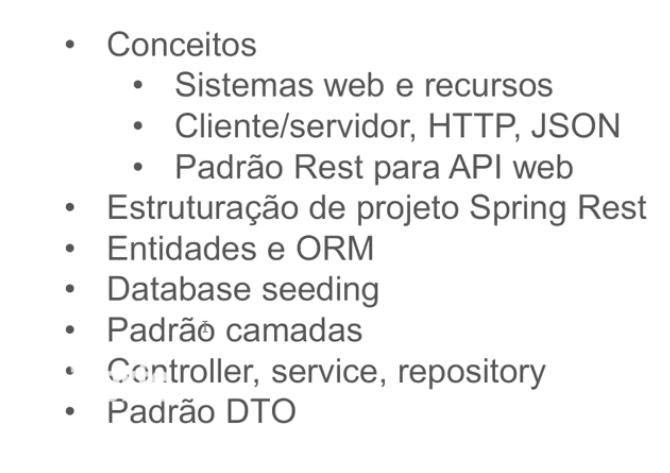 • Conceitos
• Sistemas web e recursos
• Cliente/servidor, HTTP, JSON
• Padrão Rest para API web
• Estruturação de projeto Spring Rest
• Entidades e ORM
• Database seeding
• Padrão camadas
• Controller, service, repository
• Padrão DTO